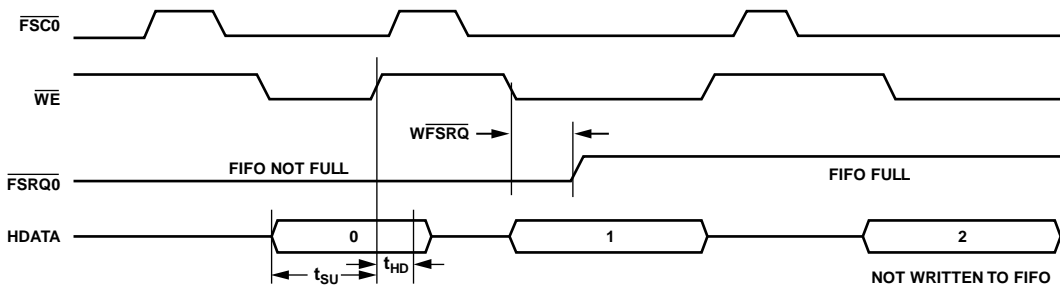 FSC0
WE
WFSRQ
FIFO NOT FULL
FIFO FULL
FSRQ0
HDATA
0
1
2
tSU
tHD
NOT WRITTEN TO FIFO